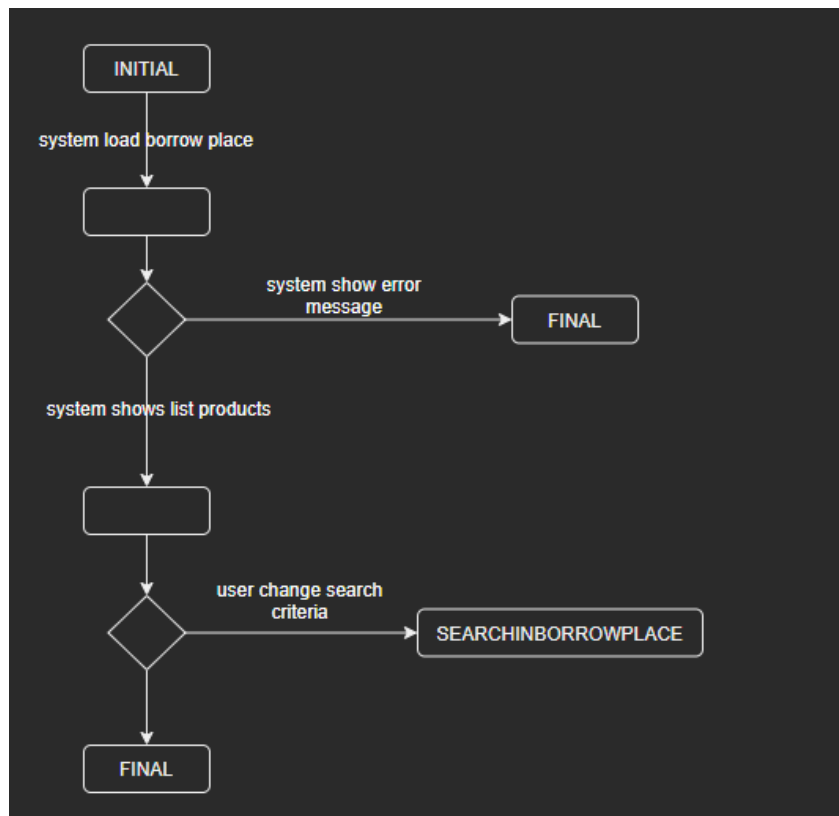 INITIAL
system load borrow place
system show error
message
FINAL
system shows list products
user change search
criteria
SEARCHINBORROWPLACE
FINAL